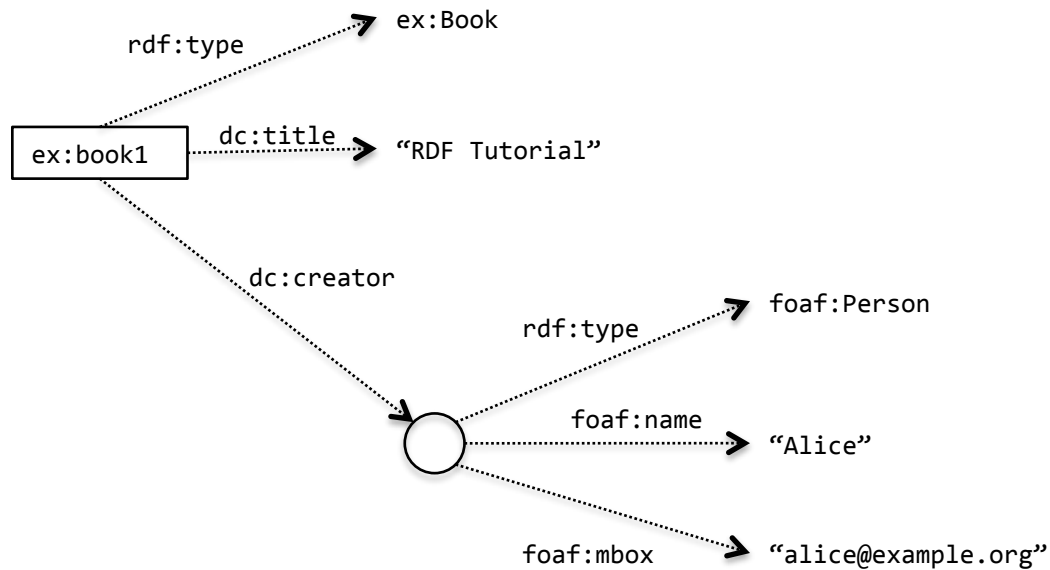 ex:Book
rdf:type
dc:title
ex:book1
“RDF Tutorial”
dc:creator
foaf:Person
rdf:type
foaf:name
“Alice”
foaf:mbox
“alice@example.org”